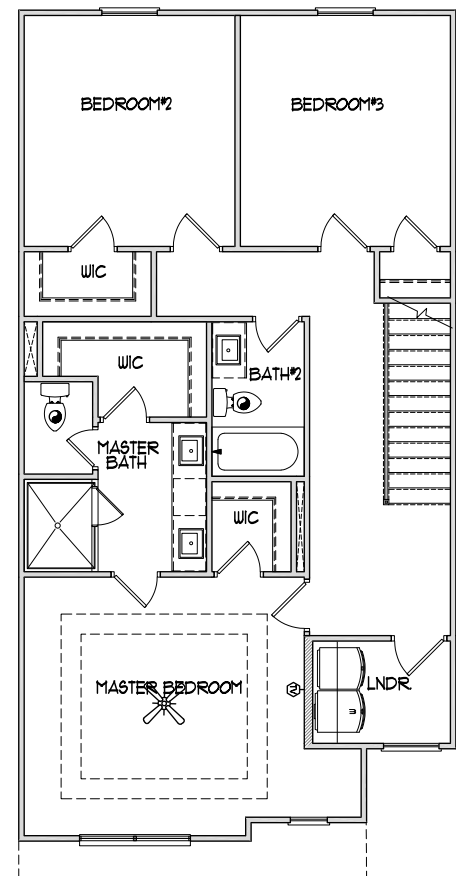 BEDROOM#2
BEDROOM#3
WIC
WIC
BATH#2
MASTER
BATH
WIC
MASTER BEDROOM
LNDR.